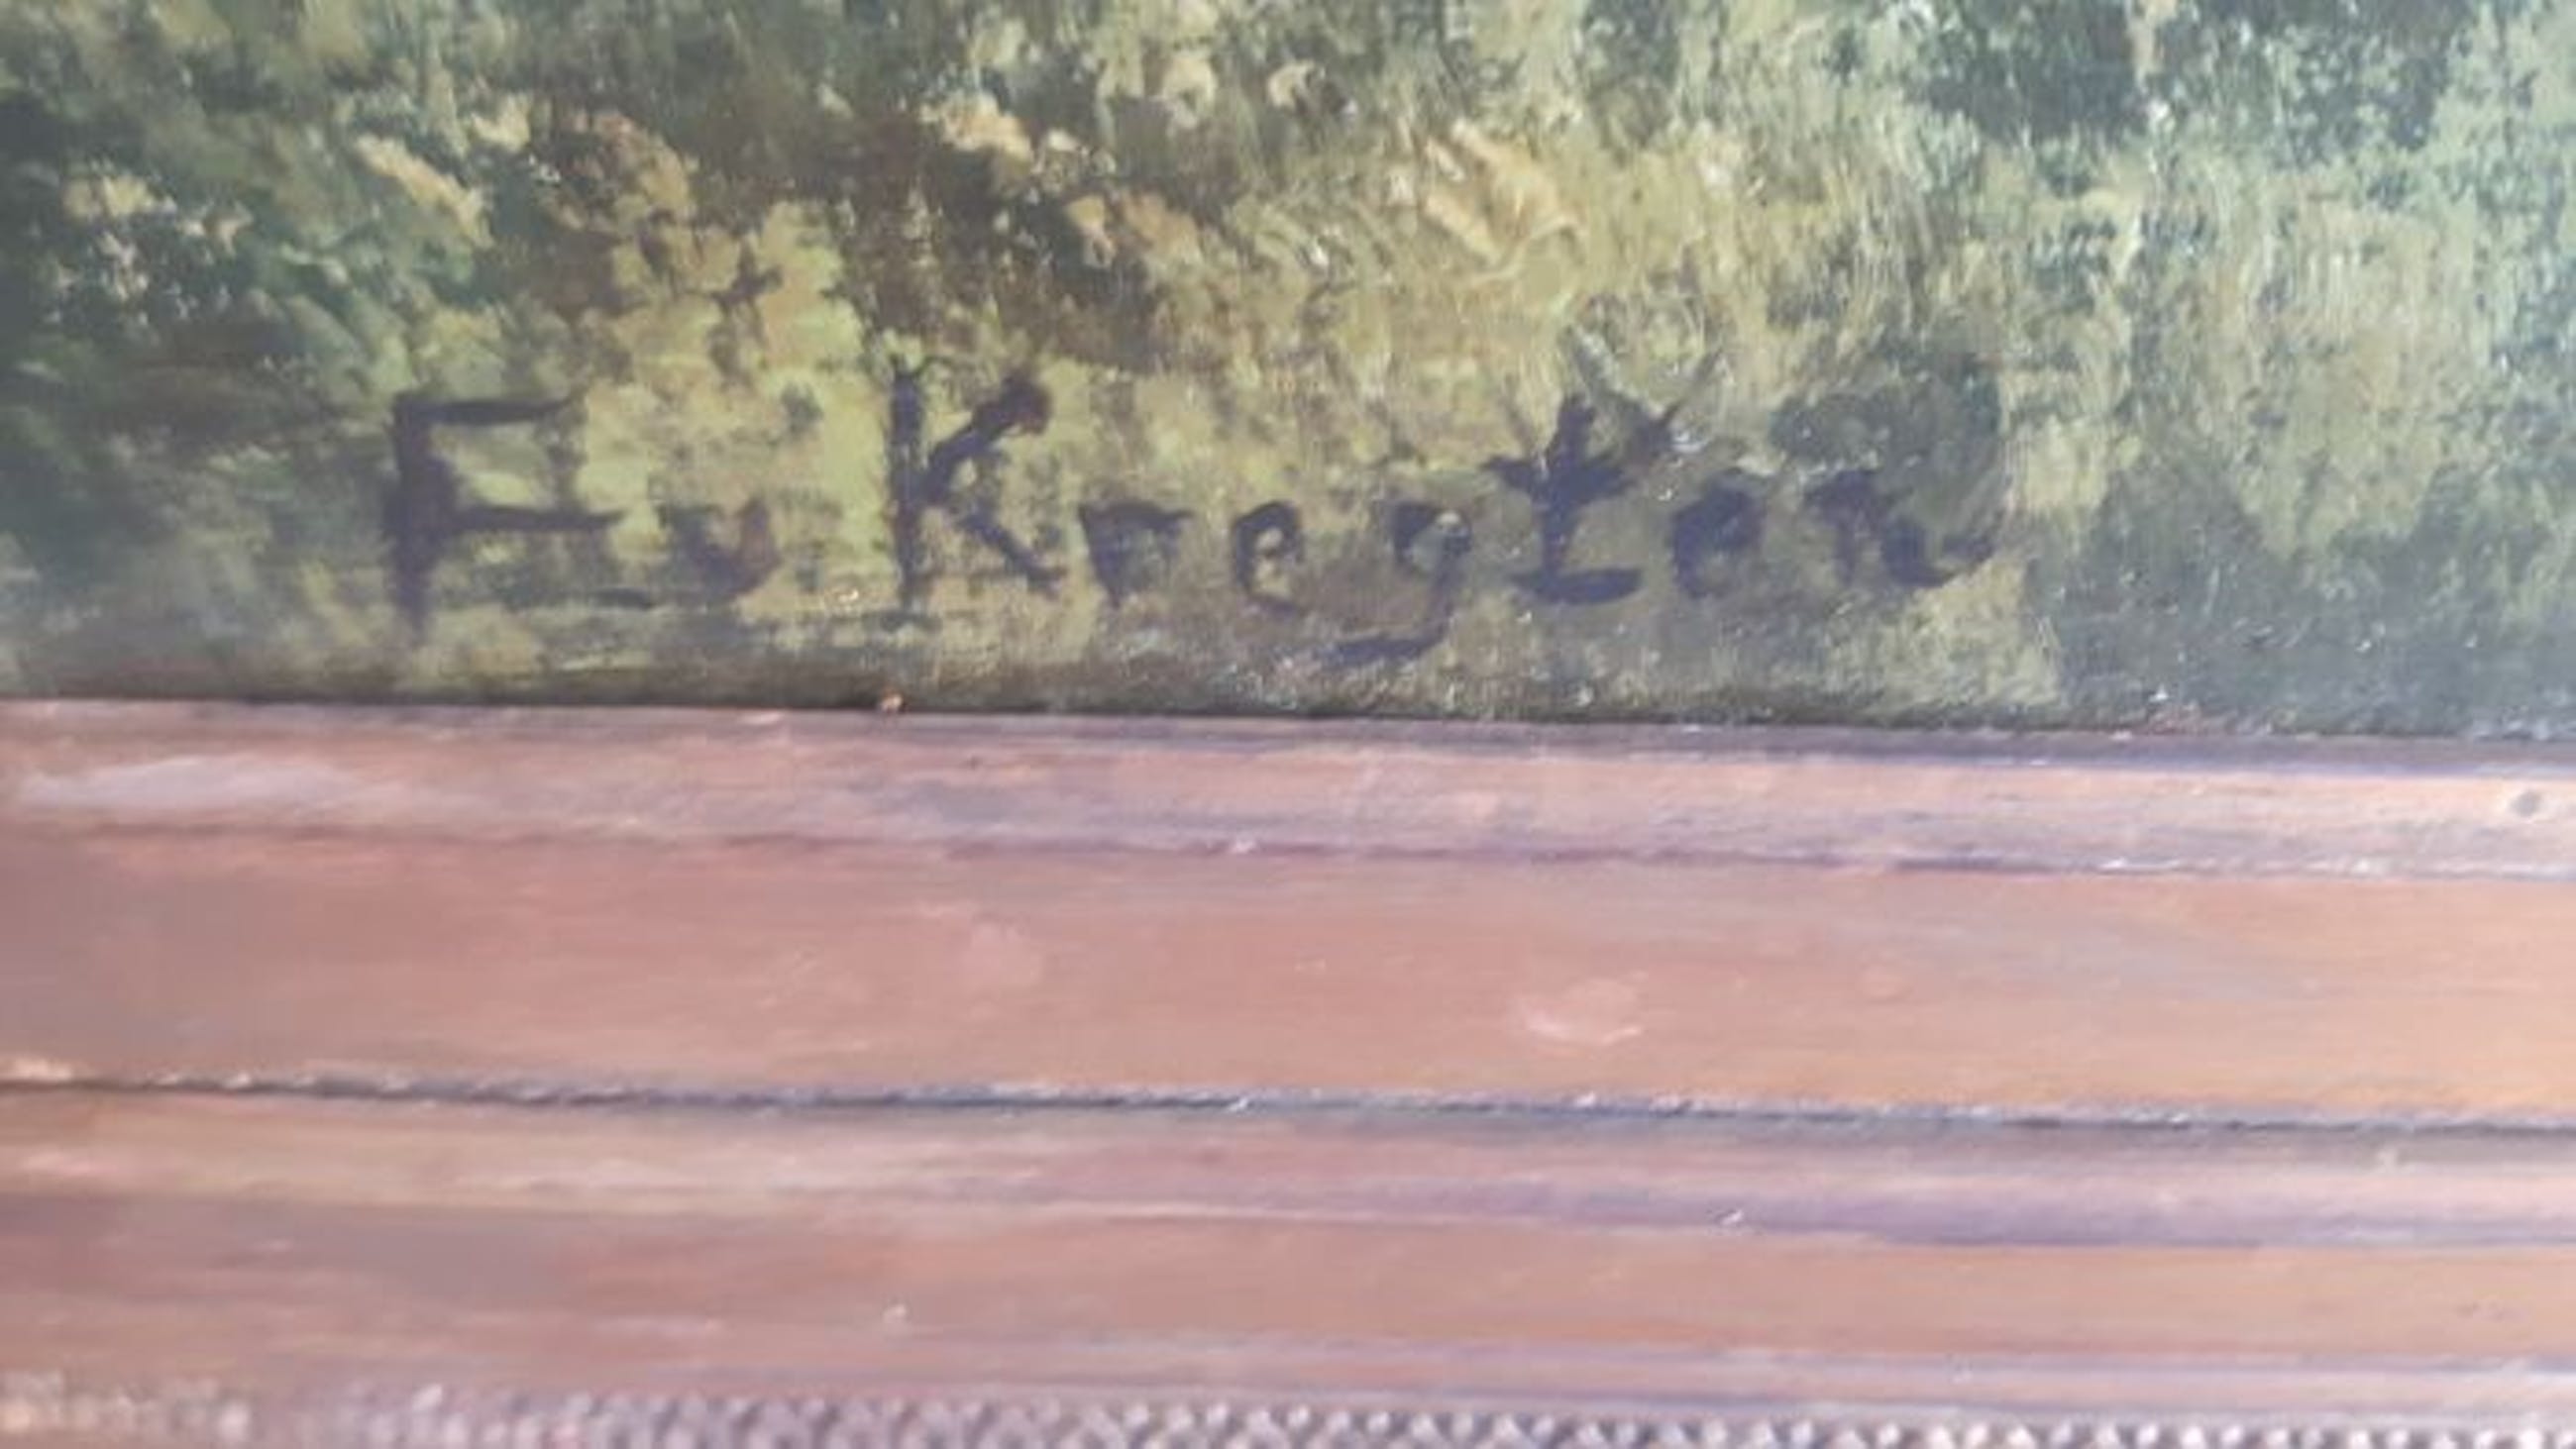 F. v Kregten